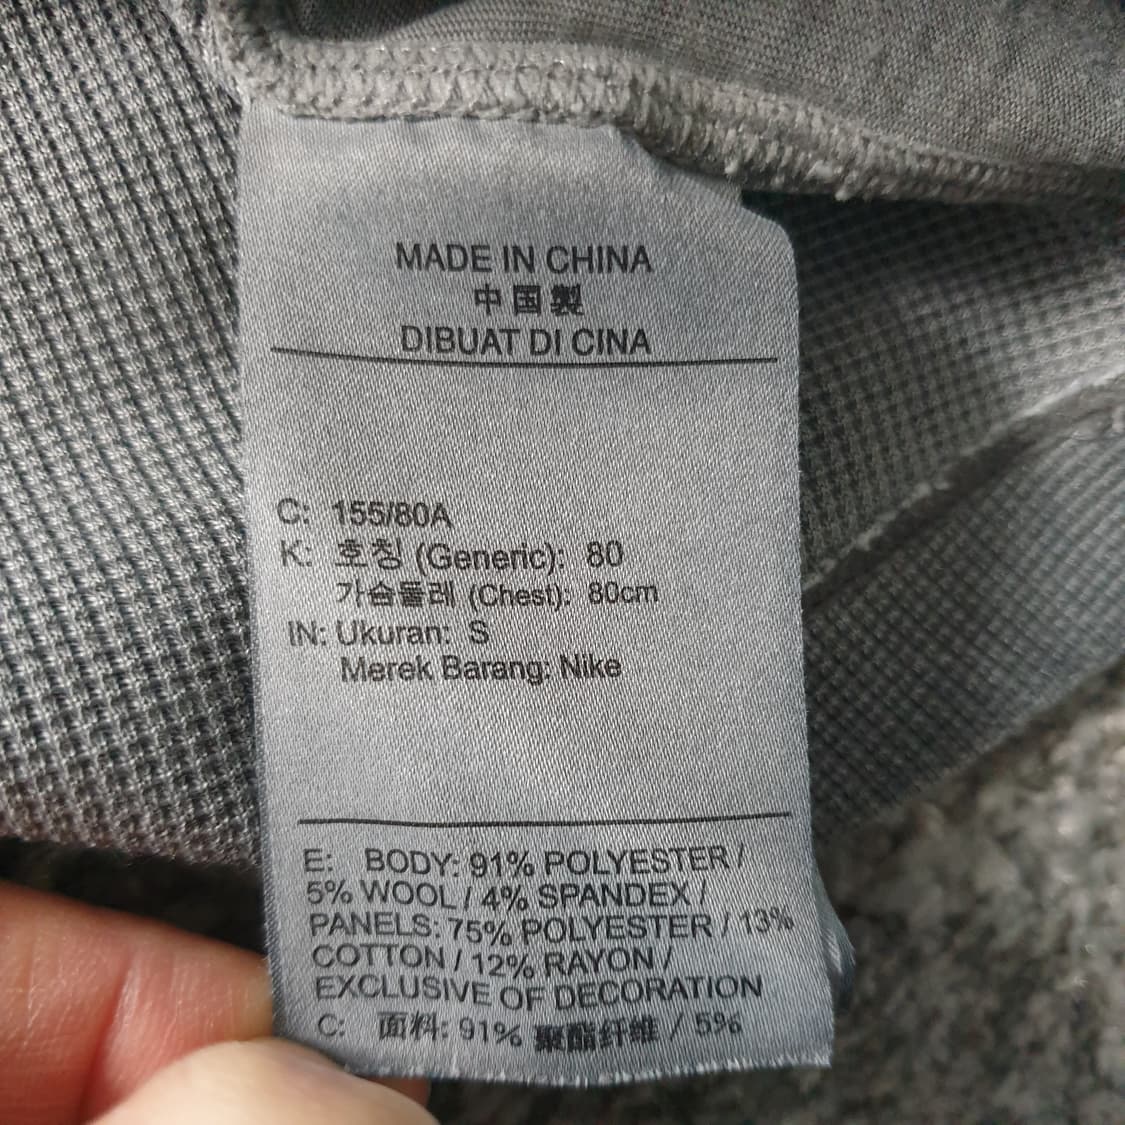 MADE IN CHINA
中国製
DIBUAT DI CINA
C: 155/80A
K: 호칭 (Generic): 80
가슴둘레 (Chest): 80cm
IN: Ukuran: S
Merek Barang: Nike
E: BODY: 91% POLYESTER /
5% WOOL / 4% SPANDEX /
PANELS: 75% POLYESTER / 13%
COTTON / 12% RAYON /
EXCLUSIVE OF DECORATION
C: 面料: 91% 聚酯纤维 / 5%